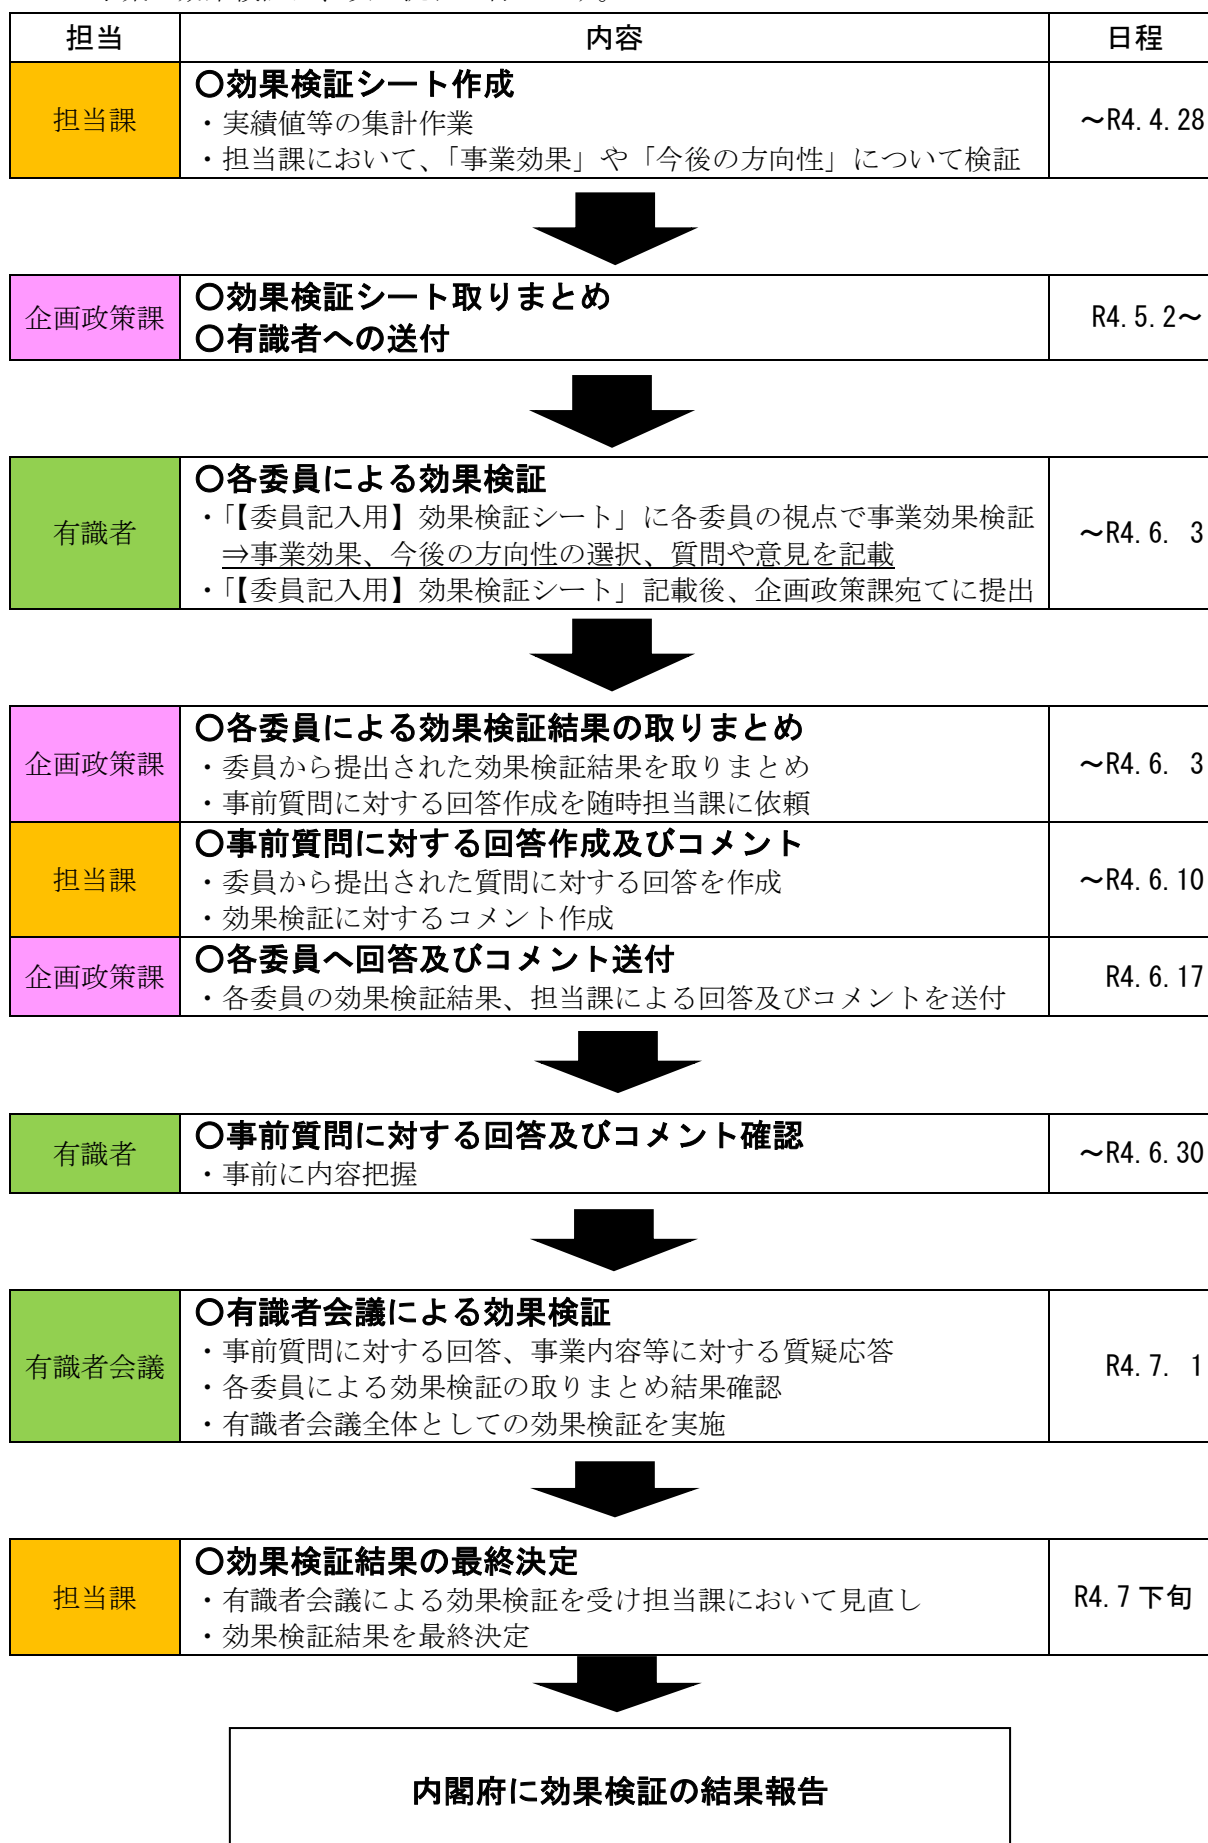 担当 内容 日程
担当課
〇効果検証シート作成
・実績値等の集計作業
・担当課において、「事業効果」や「今後の方向性」について検証
～R4.4.28
企画政策課
〇効果検証シート取りまとめ
〇有識者への送付
R4.5.2～
有識者
〇各委員による効果検証
・「【委員記入用】効果検証シート」に各委員の視点で事業効果検証
⇒事業効果、今後の方向性の選択、質問や意見を記載
・「【委員記入用】効果検証シート」記載後、企画政策課宛てに提出
～R4.6. 3
企画政策課
〇各委員による効果検証結果の取りまとめ
・委員から提出された効果検証結果を取りまとめ
・事前質問に対する回答作成を随時担当課に依頼
～R4.6. 3
担当課
〇事前質問に対する回答作成及びコメント
・委員から提出された質問に対する回答を作成
・効果検証に対するコメント作成
～R4.6.10
企画政策課
〇各委員へ回答及びコメント送付
・各委員の効果検証結果、担当課による回答及びコメントを送付
R4.6.17
有識者
〇事前質問に対する回答及びコメント確認
・事前に内容把握
～R4.6.30
有識者会議
〇有識者会議による効果検証
・事前質問に対する回答、事業内容等に対する質疑応答
・各委員による効果検証の取りまとめ結果確認
・有識者会議全体としての効果検証を実施
R4.7. 1
担当課
〇効果検証結果の最終決定
・有識者会議による効果検証を受け担当課において見直し
・効果検証結果を最終決定
R4.7 下旬
内閣府に効果検証の結果報告